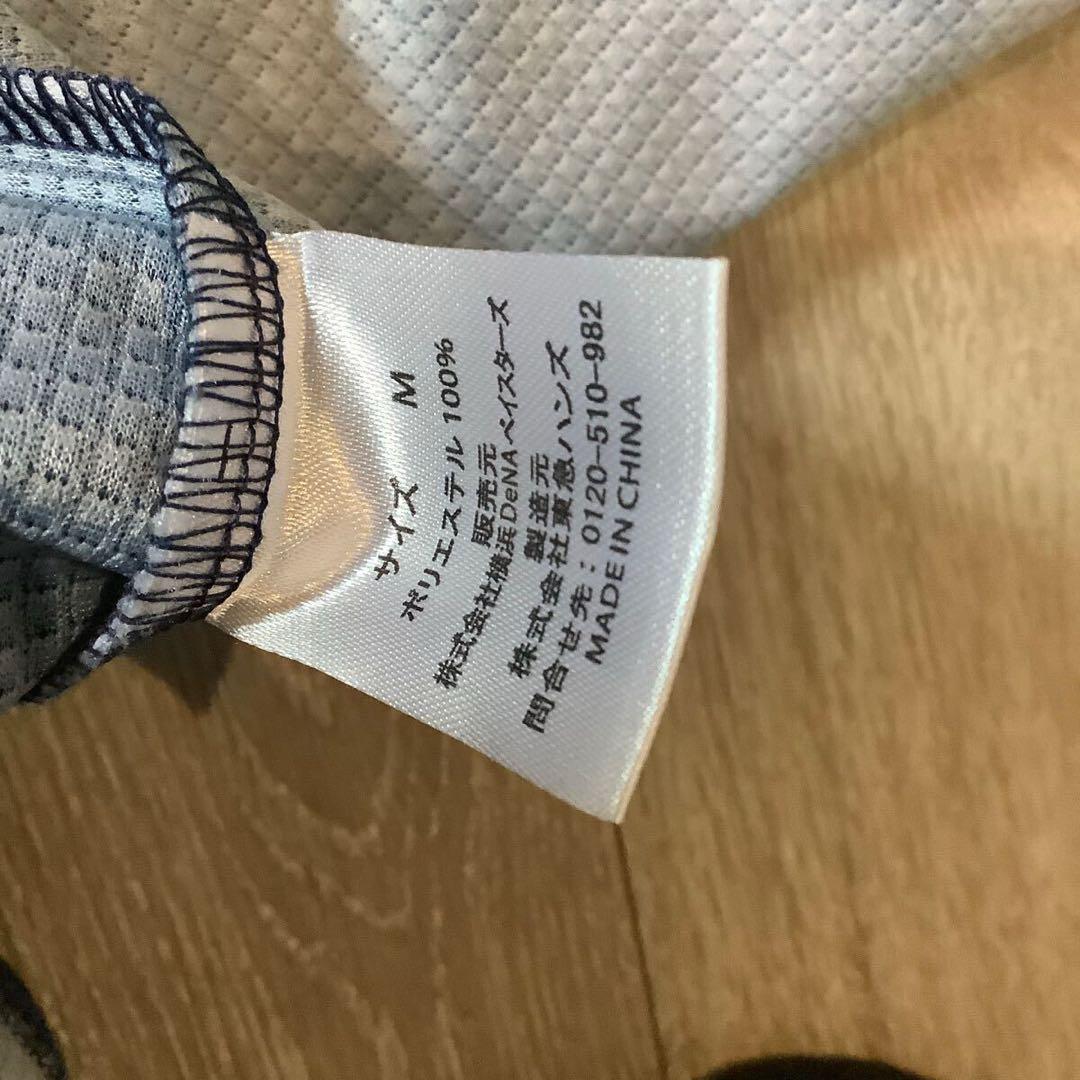 サイズ M
ポリエステル 100%
販売元
株式会社横浜DeNAベイスターズ
製造元
株式会社東急ハンズ
問合せ先：0120-510-982
MADE IN CHINA